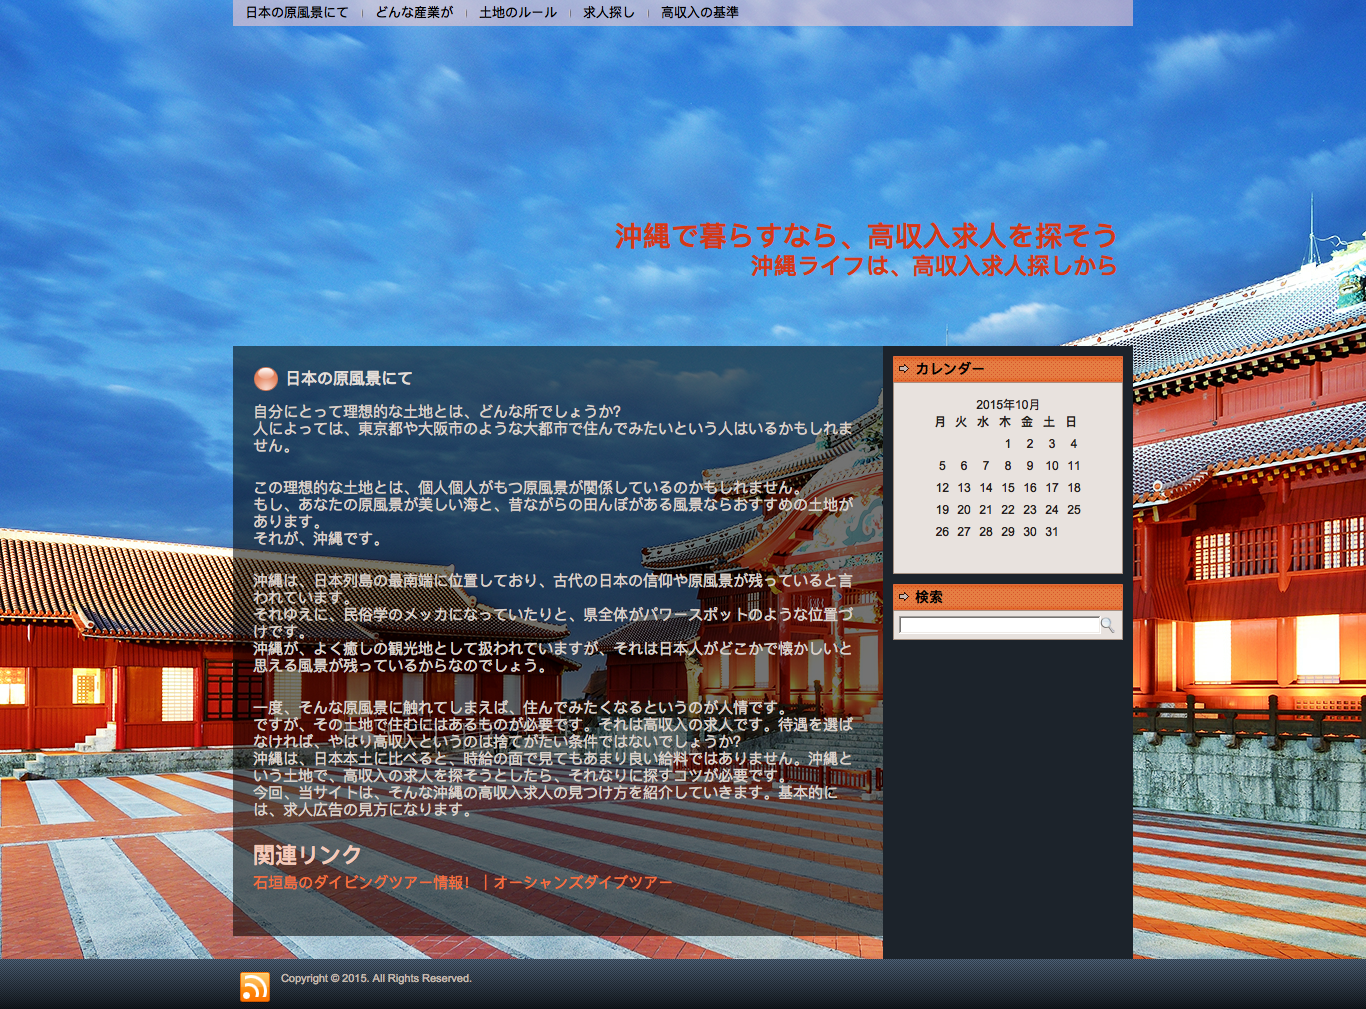 日本の原風景にて
どんな産業が
土地のルール
求人探し
高収入の基準
沖縄で暮らすなら、高収入求人を探そう
沖縄ライフは、高収入求人探しから
日本の原風景にて
自分にとって理想的な土地とは、どんな所でしょうか?
人によっては、東京都や大阪市のような大都市で住んでみたいという人はいるかもしれま
せん。
この理想的な土地とは、個人個人がもつ原風景が関係しているのかもしれません。
もし、あなたの原風景が美しい海と、昔ながらの田んぼがある風景ならおすすめの土地が
あります。
それが、沖縄です。
沖縄は、日本列島の最南端に位置しており、古代の日本の信仰や原風景が残っていると言
われています。
それゆえに、民俗学のメッカになっていたりと、県全体がパワースポットのような位置づ
けです。
沖縄が、よく癒しの観光地として扱われていますが、それは日本人がどこかで懐かしいと
思える風景が残っているからなのでしょう。
一度、そんな原風景に触れてしまえば、住んでみたくなるというのが人情です。
ですが、その土地で住むにはあるものが必要です。それは高収入の求人です。待遇を選ば
なければ、やはり高収入というのは捨てがたい条件ではないでしょうか?
沖縄は、日本本土に比べると、時給の面で見てもあまり良い給料ではありません。沖縄と
いう土地で、高収入の求人を探そうとしたら、それなりに探すコツが必要です。
今回、当サイトは、そんな沖縄の高収入求人の見つけ方を紹介していきます。基本的に
は、求人広告の見方になります。
関連リンク
石垣島のダイビングツアー情報!｜オーシャンズダイブツアー
カレンダー
2015年10月
月 火 水 木 金 土 日
1 2 3 4
5 6 7 8 9 10 11
12 13 14 15 16 17 18
19 20 21 22 23 24 25
26 27 28 29 30 31
検索
Copyright © 2015. All Rights Reserved.